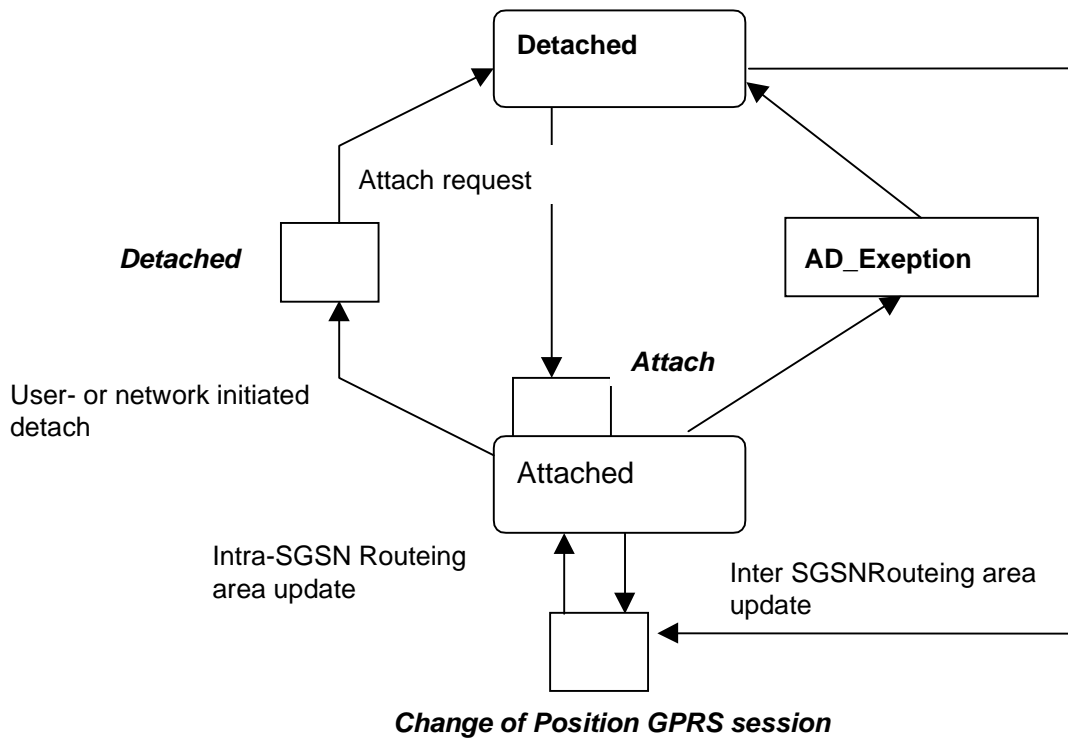 Detached
Attach request
Detached
AD_Exeption
Attach
User- or network initiated
detach
Attached
Intra-SGSN Routeing
area update
Inter SGSNRouteing area
update
Change of Position GPRS session